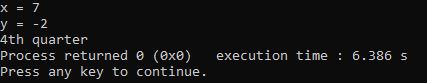 x = 7
y = -2
4th quarter
Process returned 0 (0x0)   execution time : 6.386 s
Press any key to continue.